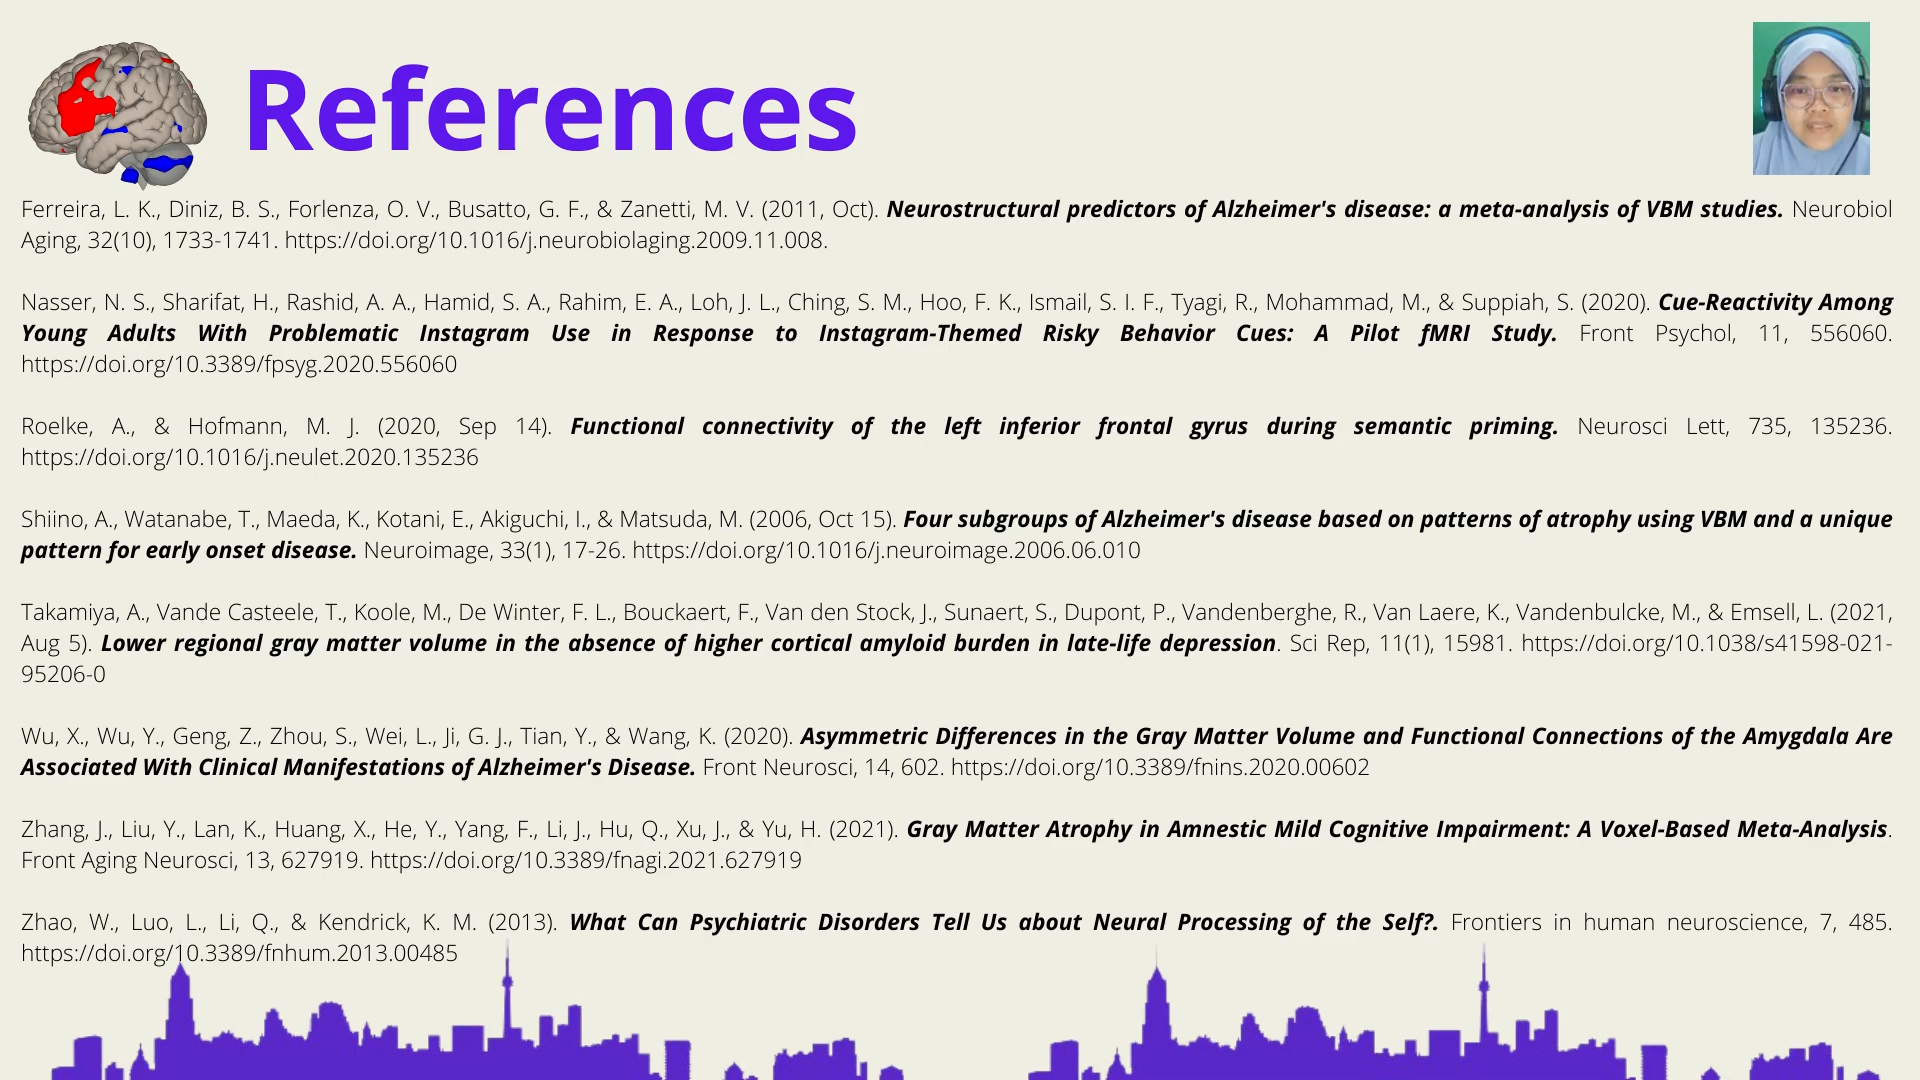 References
Ferreira, L. K., Diniz, B. S., Forlenza, O. V., Busatto, G. F., & Zanetti, M. V. (2011, Oct). Neurostructural predictors of Alzheimer's disease: a meta-analysis of VBM studies. Neurobiol
Aging, 32(10), 1733-1741. https://doi.org/10.1016/j.neurobiolaging.2009.11.008.
Nasser, N. S., Sharifat, H., Rashid, A. A., Hamid, S. A., Rahim, E. A., Loh, J. L., Ching, S. M., Hoo, F. K., Ismail, S. I. F., Tyagi, R., Mohammad, M., & Suppiah, S. (2020). Cue-Reactivity Among
Young Adults With Problematic Instagram Use in Response to Instagram-Themed Risky Behavior Cues: A Pilot fMRI Study. Front Psychol, 11, 556060.
https://doi.org/10.3389/fpsyg.2020.556060
Roelke, A., & Hofmann, M. J. (2020, Sep 14). Functional connectivity of the left inferior frontal gyrus during semantic priming. Neurosci Lett, 735, 135236.
https://doi.org/10.1016/j.neulet.2020.135236
Shiino, A., Watanabe, T., Maeda, K., Kotani, E., Akiguchi, I., & Matsuda, M. (2006, Oct 15). Four subgroups of Alzheimer's disease based on patterns of atrophy using VBM and a unique
pattern for early onset disease. Neuroimage, 33(1), 17-26. https://doi.org/10.1016/j.neuroimage.2006.06.010
Takamiya, A., Vande Casteele, T., Koole, M., De Winter, F. L., Bouckaert, F., Van den Stock, J., Sunaert, S., Dupont, P., Vandenberghe, R., Van Laere, K., Vandenbulcke, M., & Emsell, L. (2021,
Aug 5). Lower regional gray matter volume in the absence of higher cortical amyloid burden in late-life depression. Sci Rep, 11(1), 15981. https://doi.org/10.1038/s41598-021-
95206-0
Wu, X., Wu, Y., Geng, Z., Zhou, S., Wei, L., Ji, G. J., Tian, Y., & Wang, K. (2020). Asymmetric Differences in the Gray Matter Volume and Functional Connections of the Amygdala Are
Associated With Clinical Manifestations of Alzheimer's Disease. Front Neurosci, 14, 602. https://doi.org/10.3389/fnins.2020.00602
Zhang, J., Liu, Y., Lan, K., Huang, X., He, Y., Yang, F., Li, J., Hu, Q., Xu, J., & Yu, H. (2021). Gray Matter Atrophy in Amnestic Mild Cognitive Impairment: A Voxel-Based Meta-Analysis.
Front Aging Neurosci, 13, 627919. https://doi.org/10.3389/fnagi.2021.627919
Zhao, W., Luo, L., Li, Q., & Kendrick, K. M. (2013). What Can Psychiatric Disorders Tell Us about Neural Processing of the Self?. Frontiers in human neuroscience, 7, 485.
https://doi.org/10.3389/fnhum.2013.00485